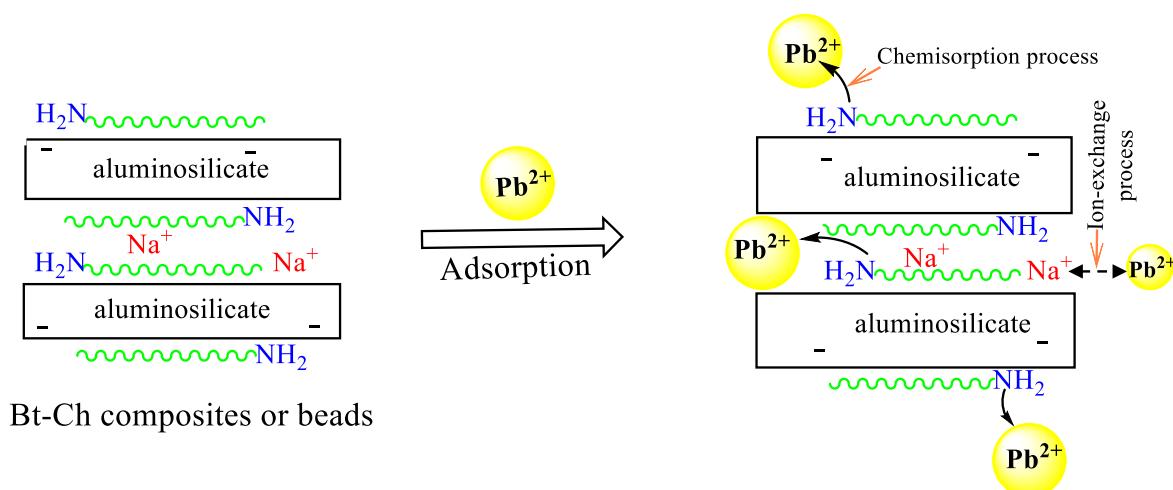 H₂N
aluminosilicate
NH₂
Na⁺
H₂N
Na⁺
aluminosilicate
NH₂
Bt-Ch composites or beads
Pb²⁺
Adsorption
Pb²⁺
Chemisorption process
H₂N
aluminosilicate
NH₂
Pb²⁺
H₂N
Na⁺
Na⁺
Pb²⁺
Ion-exchange
process
aluminosilicate
NH₂
Pb²⁺